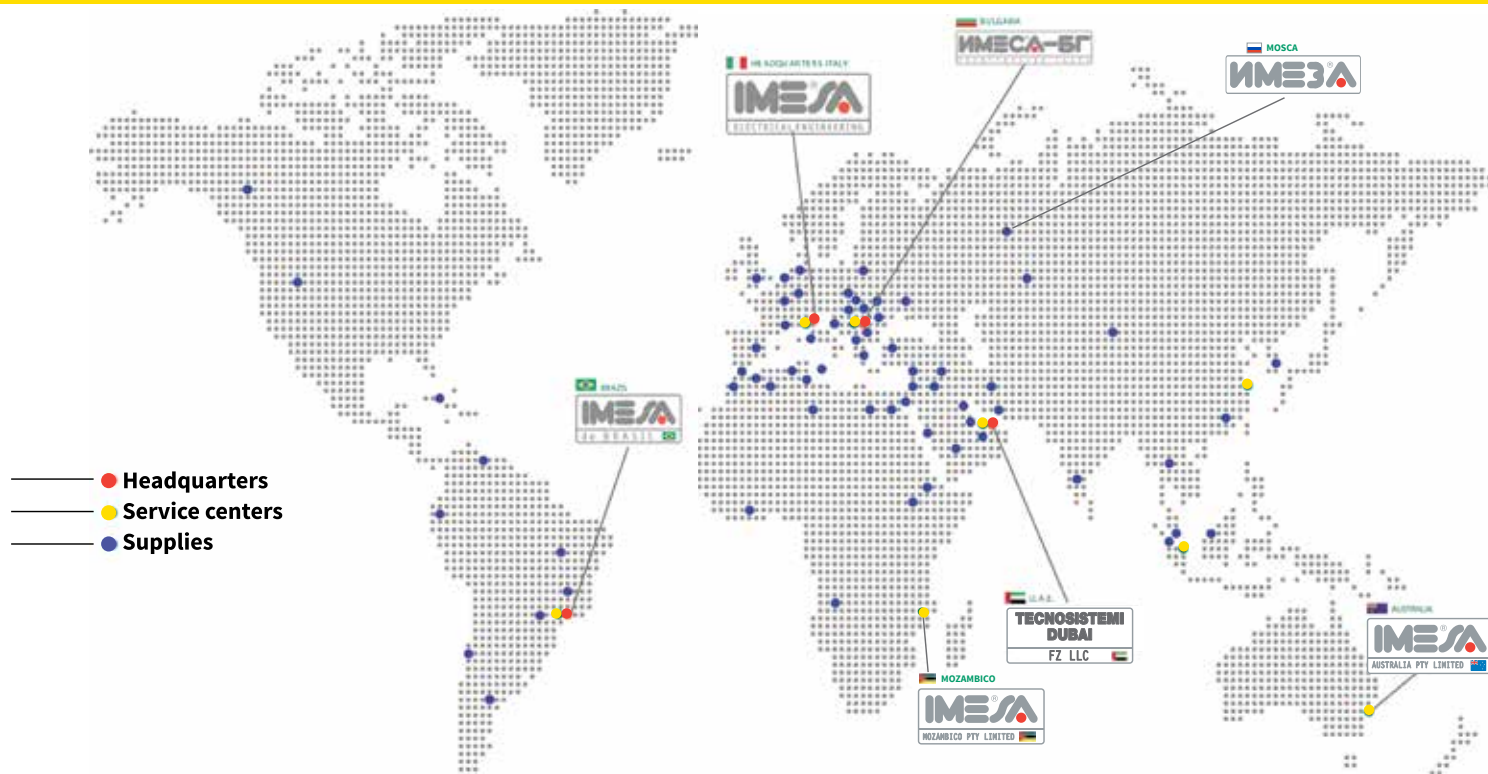 BULGARIA
ИМЕСА-БГ
MOSCA
ИМЕЗА
HEADQUARTERS ITALY
IMESA®
ELECTRICAL ENGINEERING
BRAZIL
IMESA®
do BRASIL
Headquarters
Service centers
Supplies
U.A.E.
TECNOSISTEMI
DUBAI
FZ LLC
AUSTRALIA
IMESA®
AUSTRALIA PTY LIMITED
MOZAMBICO
IMESA®
MOZAMBICO PTY LIMITED